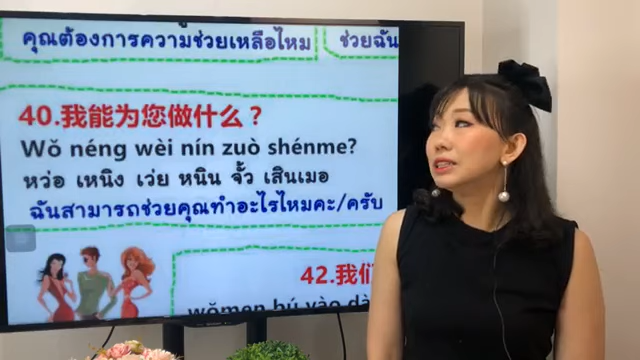 คุณต้องการความช่วยเหลือไหม
ช่วยฉัน
40.我能为您做什么？
Wǒ néng wèi nín zuò shénme?
หว่อ เหนิง เว่ย หนิน จั้ว เสินเมอ
ฉันสามารถช่วยคุณทำอะไรไหมคะ/ครับ
42.我们
wǒmen bú yào dà